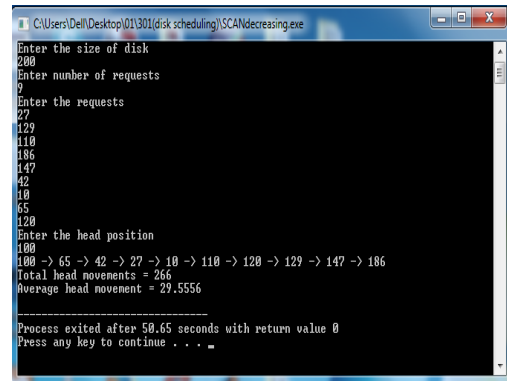 C:\Users\Dell\Desktop\01\301(disk scheduling)\SCANdecreasing.exe
Enter the size of disk
200
Enter number of requests
9
Enter the requests
27
129
110
186
147
42
10
65
120
Enter the head position
100
100 -> 65 -> 42 -> 27 -> 10 -> 110 -> 120 -> 129 -> 147 -> 186
Total head movements = 266
Average head movement = 29.5556
--------------------------------
Process exited after 50.65 seconds with return value 0
Press any key to continue . . .